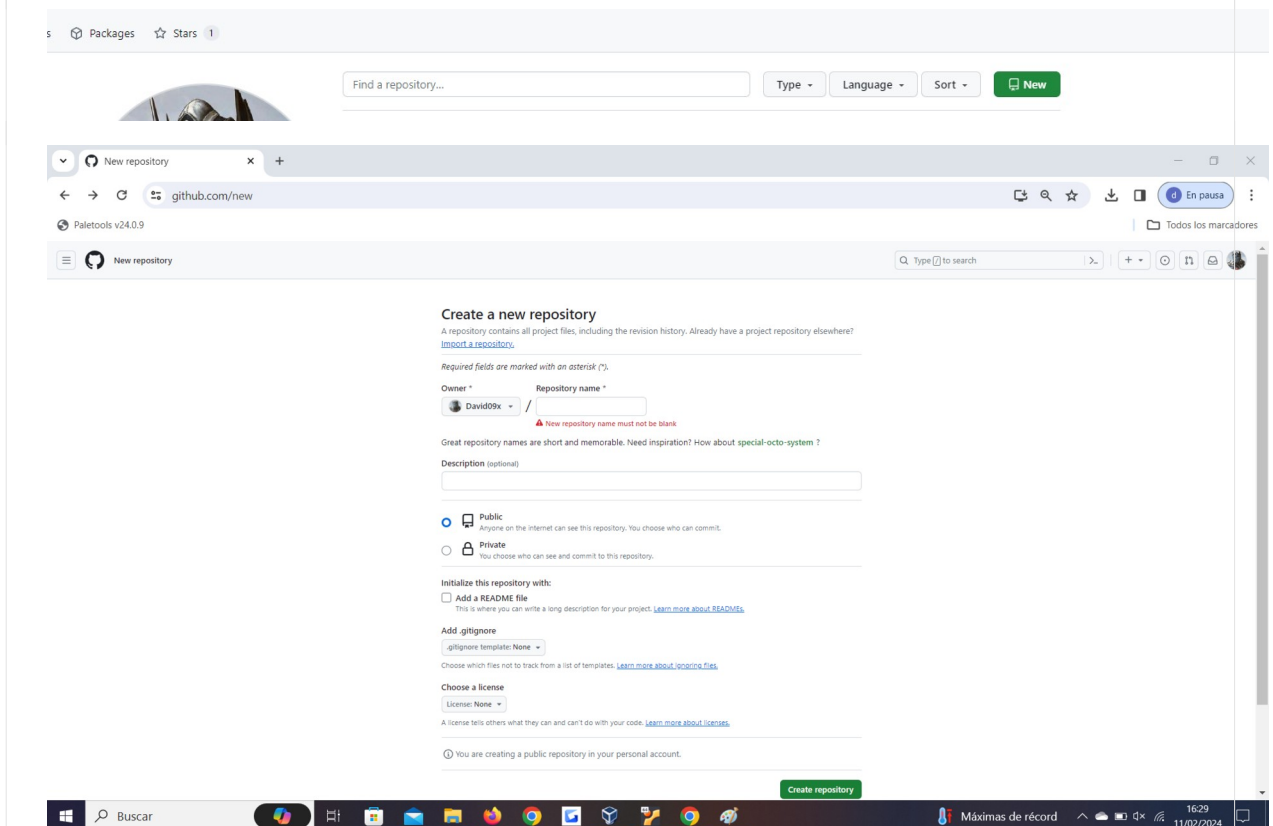 s Packages Stars 1
Find a repository... Type Language Sort New
New repository
github.com/new
d En pausa
Paletools v24.0.9
Todos los marcadores
New repository
Type / to search
Create a new repository
A repository contains all project files, including the revision history. Already have a project repository elsewhere?
Import a repository.
Required fields are marked with an asterisk (*).
Owner * Repository name *
David09x /
New repository name must not be blank
Great repository names are short and memorable. Need inspiration? How about special-octo-system ?
Description (optional)
Public
Anyone on the internet can see this repository. You choose who can commit.
Private
You choose who can see and commit to this repository.
Initialize this repository with:
Add a README file
This is where you can write a long description for your project. Learn more about READMEs.
Add .gitignore
.gitignore template: None
Choose which files not to track from a list of templates. Learn more about ignoring files.
Choose a license
License: None
A license tells others what they can and can't do with your code. Learn more about licenses.
You are creating a public repository in your personal account.
Create repository
Buscar
Máximas de récord
16:29
11/02/2024